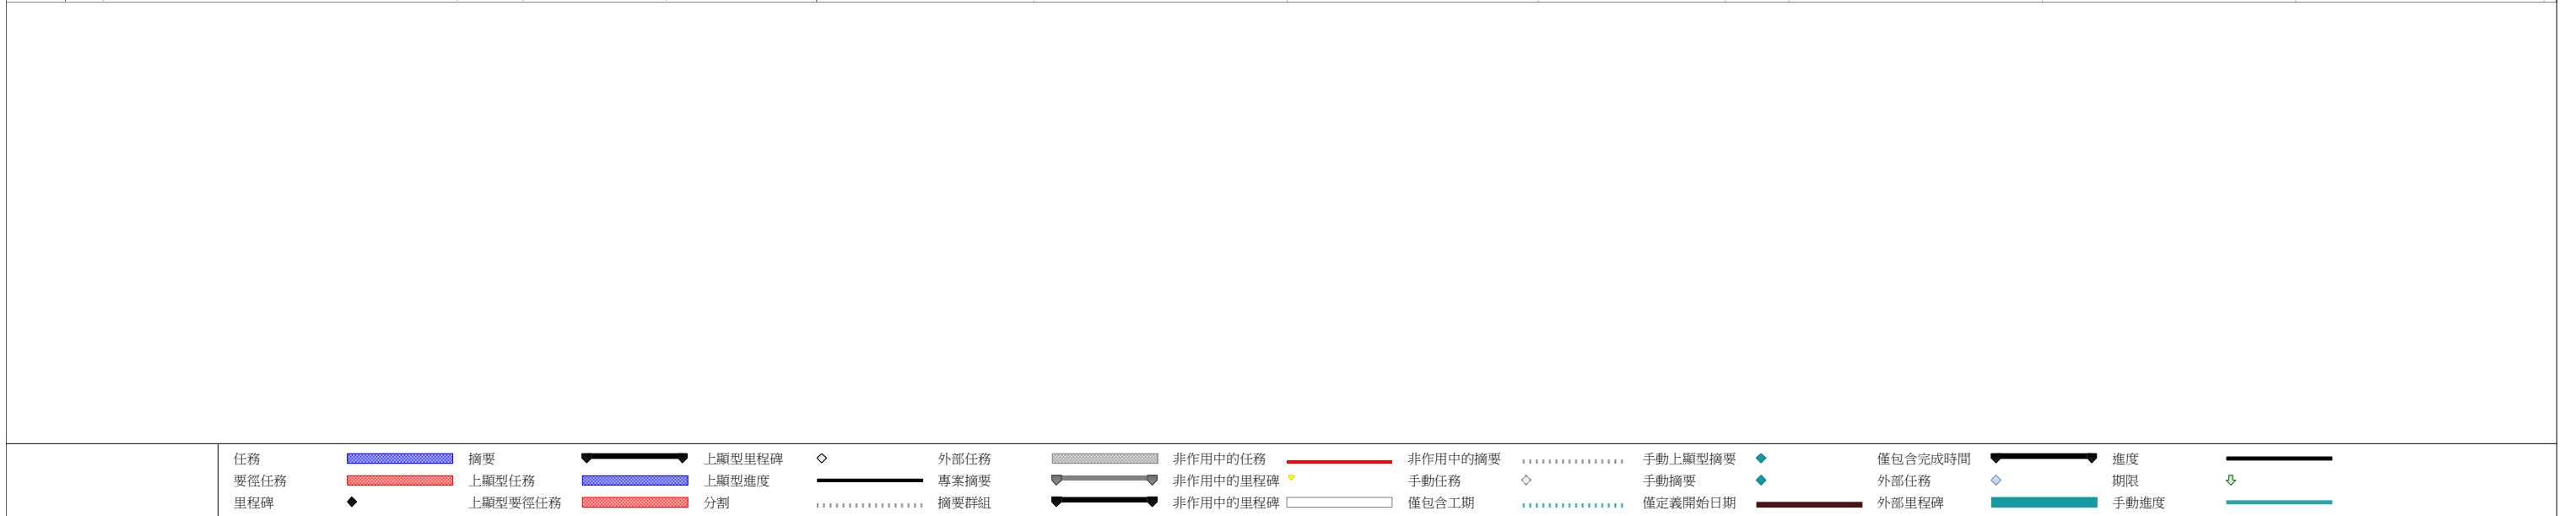 任務 摘要 上顯型里程碑 外部任務 非作用中的任務 非作用中的摘要 手動上顯型摘要 僅包含完成時間 進度
要徑任務 上顯型任務 上顯型進度 專案摘要 非作用中的里程碑 手動任務 手動摘要 外部任務 期限
里程碑 上顯型要徑任務 分割 摘要群組 非作用中的里程碑 僅包含工期 僅定義開始日期 外部里程碑 手動進度